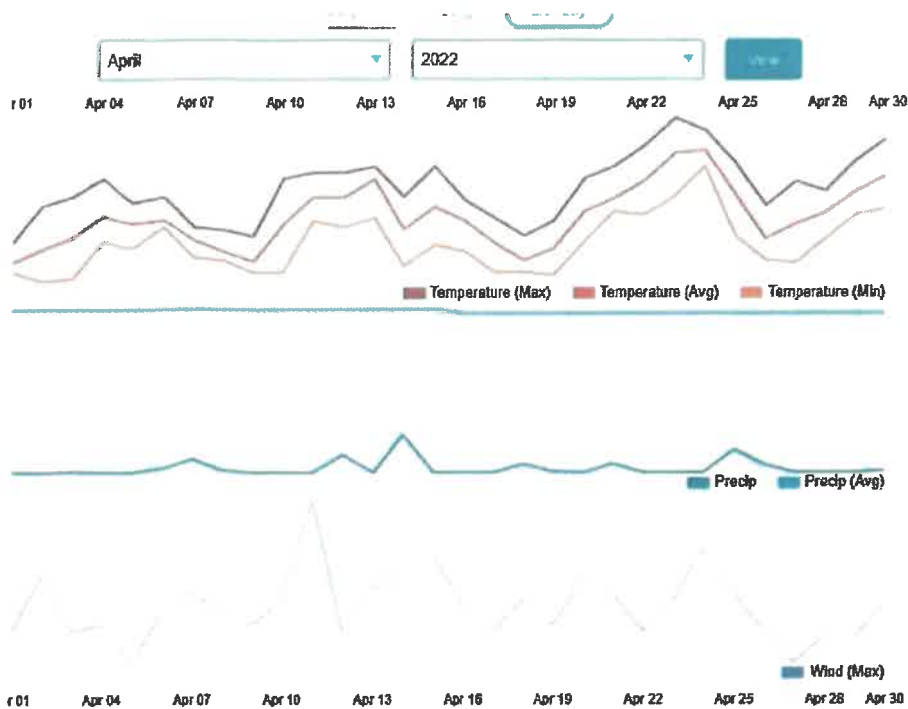 April 2022 View
r 01 Apr 04 Apr 07 Apr 10 Apr 13 Apr 16 Apr 19 Apr 22 Apr 25 Apr 28 Apr 30
Temperature (Max) Temperature (Avg) Temperature (Min)
Precip Precip (Avg)
Wind (Max)
r 01 Apr 04 Apr 07 Apr 10 Apr 13 Apr 16 Apr 19 Apr 22 Apr 25 Apr 28 Apr 30